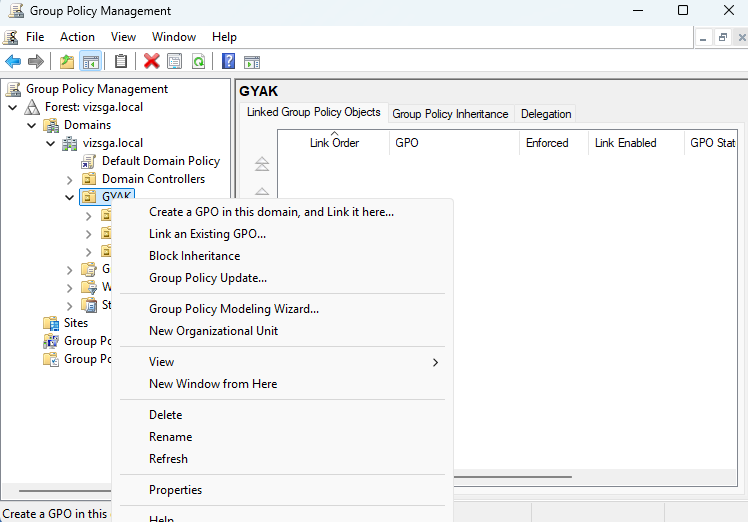 Group Policy Management
File Action View Window Help
Group Policy Management
Forest: vizsga.local
Domains
vizsga.local
Default Domain Policy
Domain Controllers
GYAK
G
W
St
Sites
Group Po
Group Po
GYAK
Linked Group Policy Objects Group Policy Inheritance Delegation
Link Order GPO Enforced Link Enabled GPO Stat
Create a GPO in this domain, and Link it here...
Link an Existing GPO...
Block Inheritance
Group Policy Update...
Group Policy Modeling Wizard...
New Organizational Unit
View
New Window from Here
Delete
Rename
Refresh
Properties
Help
Create a GPO in this